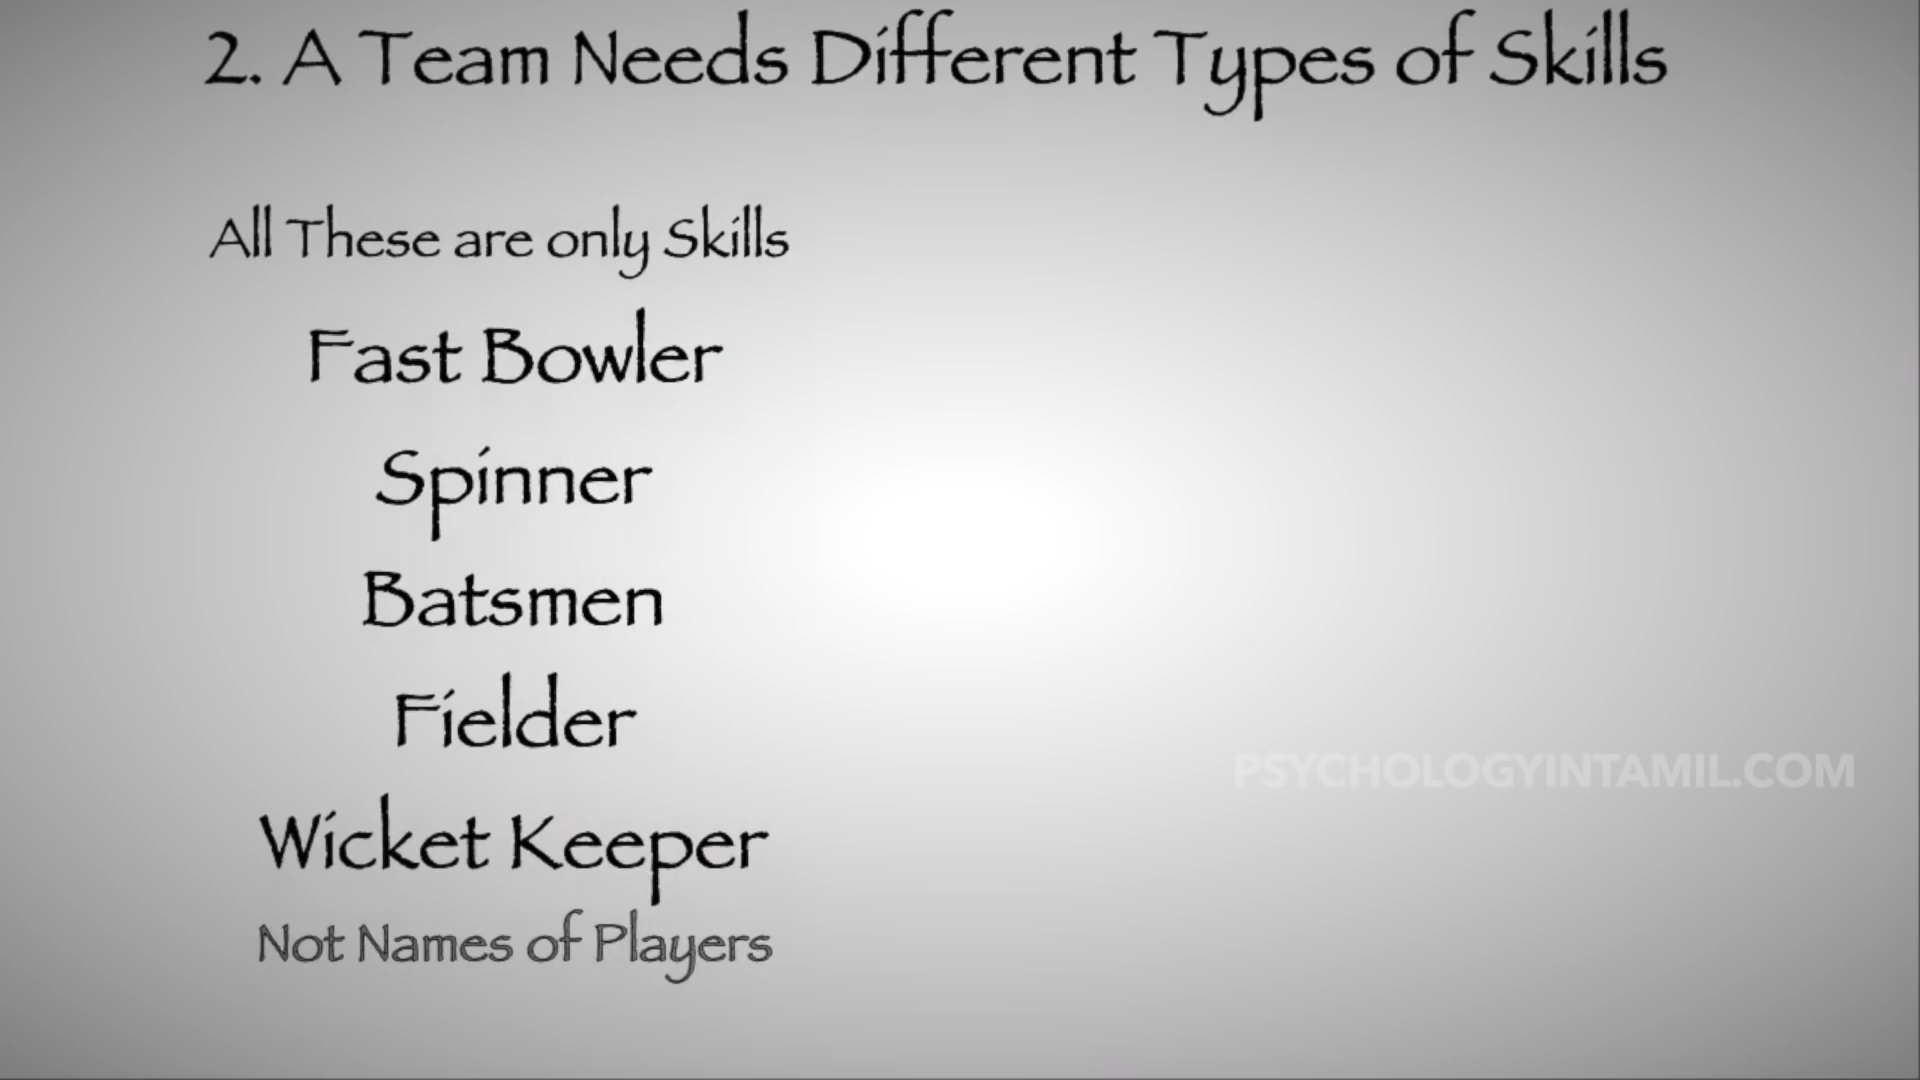 2. A Team Needs Different Types of Skills
All These are only Skills
Fast Bowler
Spinner
Batsmen
Fielder
Wicket Keeper
PSYCHOLOGYINTAMIL.COM
Not Names of Players